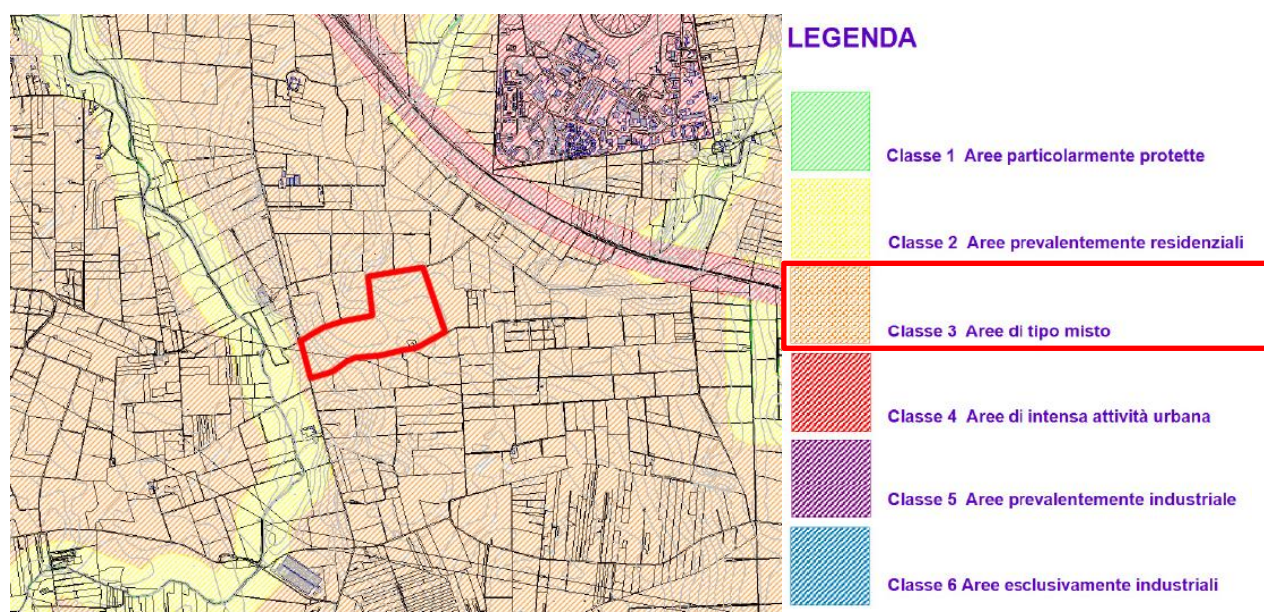 LEGENDA
Classe 1 Aree particolarmente protette
Classe 2 Aree prevalentemente residenziali
Classe 3 Aree di tipo misto
Classe 4 Aree di intensa attività urbana
Classe 5 Aree prevalentemente industriale
Classe 6 Aree esclusivamente industriali